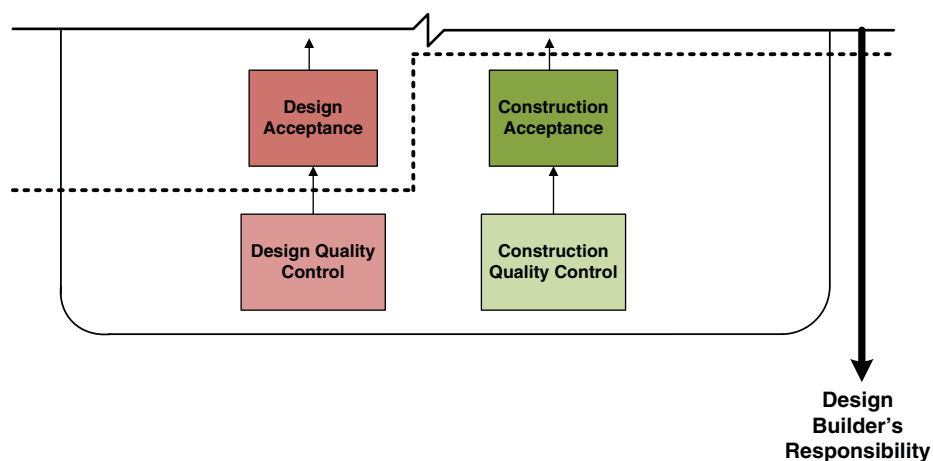 Design
Acceptance
Construction
Acceptance
Design Quality
Control
Construction
Quality Control
Design
Builder’s
Responsibility